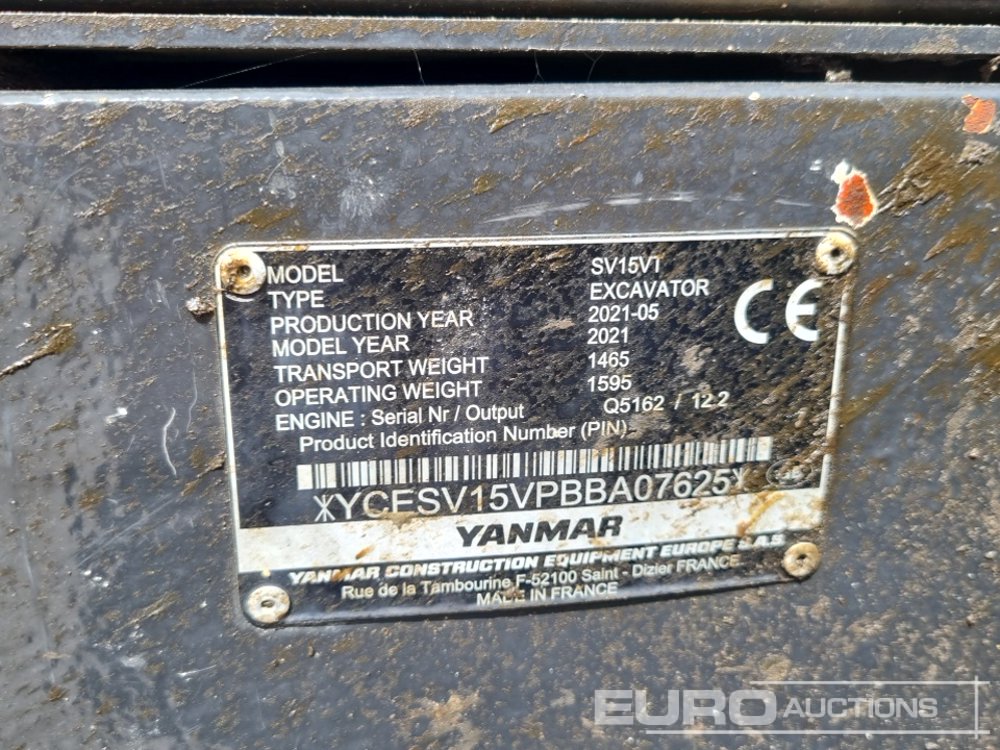 MODEL SV15VT
TYPE EXCAVATOR
PRODUCTION YEAR 2021-05
MODEL YEAR 2021
TRANSPORT WEIGHT 1465
OPERATING WEIGHT 1595
ENGINE : Serial Nr / Output Q5162 / 12.2
Product Identification Number (PIN)
CE
*YCFSV15VPBBA07625*
YANMAR
YANMAR CONSTRUCTION EQUIPMENT EUROPE S.A.S
Rue de la Tambourine F-52100 Saint - Dizier FRANCE
MADE IN FRANCE
EURO AUCTIONS